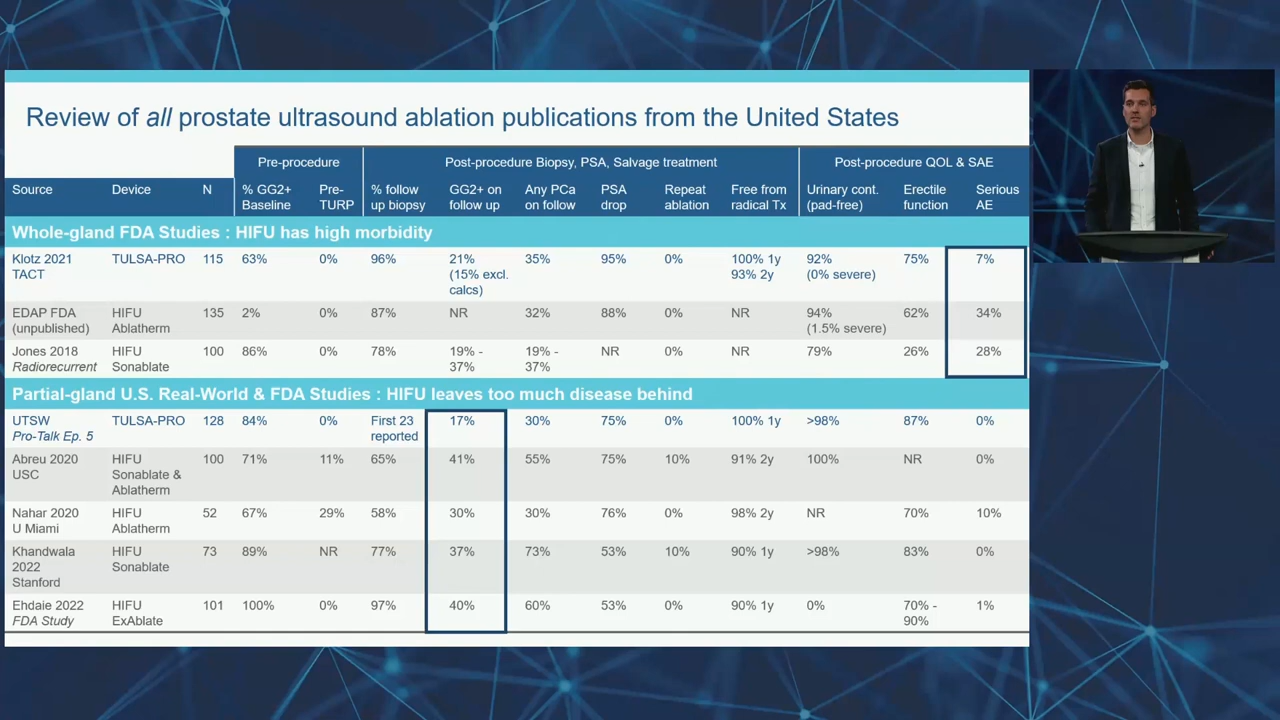 Review of all prostate ultrasound ablation publications from the United States
Pre-procedure Post-procedure Biopsy, PSA, Salvage treatment Post-procedure QOL & SAE
Source Device N % GG2+ Baseline Pre-TURP % follow up biopsy GG2+ on follow up Any PCa on follow PSA drop Repeat ablation Free from radical Tx Urinary cont. (pad-free) Erectile function Serious AE
Whole-gland FDA Studies : HIFU has high morbidity
Klotz 2021 TACT TULSA-PRO 115 63% 0% 96% 21% (15% excl. calcs) 35% 95% 0% 100% 1y 93% 2y 92% (0% severe) 75% 7%
EDAP FDA (unpublished) HIFU Ablatherm 135 2% 0% 87% NR 32% 88% 0% NR 94% (1.5% severe) 62% 34%
Jones 2018 Radiorecurrent HIFU Sonablate 100 86% 0% 78% 19% - 37% 19% - 37% NR 0% NR 79% 26% 28%
Partial-gland U.S. Real-World & FDA Studies : HIFU leaves too much disease behind
UTSW Pro-Talk Ep. 5 TULSA-PRO 128 84% 0% First 23 reported 17% 30% 75% 0% 100% 1y >98% 87% 0%
Abreu 2020 USC HIFU Sonablate & Ablatherm 100 71% 11% 65% 41% 55% 75% 10% 91% 2y 100% NR 0%
Nahar 2020 U Miami HIFU Ablatherm 52 67% 29% 58% 30% 30% 76% 0% 98% 2y NR 70% 10%
Khandwala 2022 Stanford HIFU Sonablate 73 89% NR 77% 37% 73% 53% 10% 90% 1y >98% 83% 0%
Ehdaie 2022 FDA Study HIFU ExAblate 101 100% 0% 97% 40% 60% 53% 0% 90% 1y 0% 70% - 90% 1%